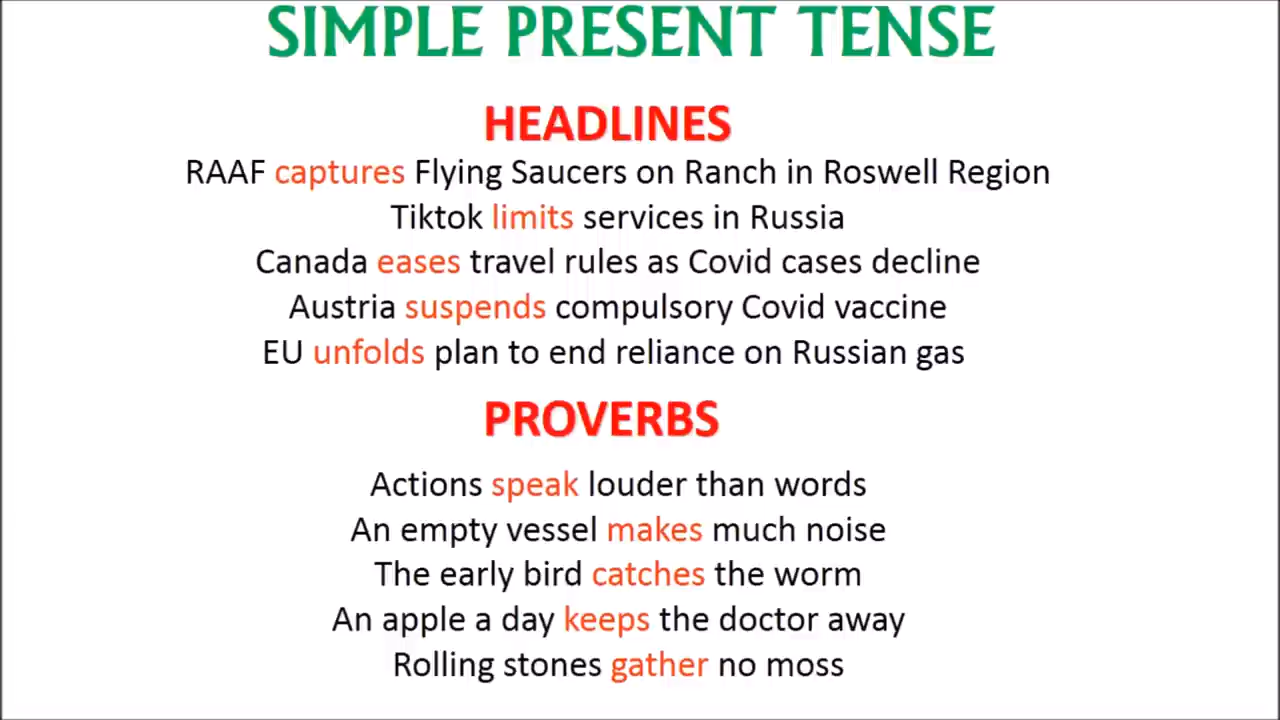 SIMPLE PRESENT TENSE
HEADLINES
RAAF captures Flying Saucers on Ranch in Roswell Region
Tiktok limits services in Russia
Canada eases travel rules as Covid cases decline
Austria suspends compulsory Covid vaccine
EU unfolds plan to end reliance on Russian gas
PROVERBS
Actions speak louder than words
An empty vessel makes much noise
The early bird catches the worm
An apple a day keeps the doctor away
Rolling stones gather no moss